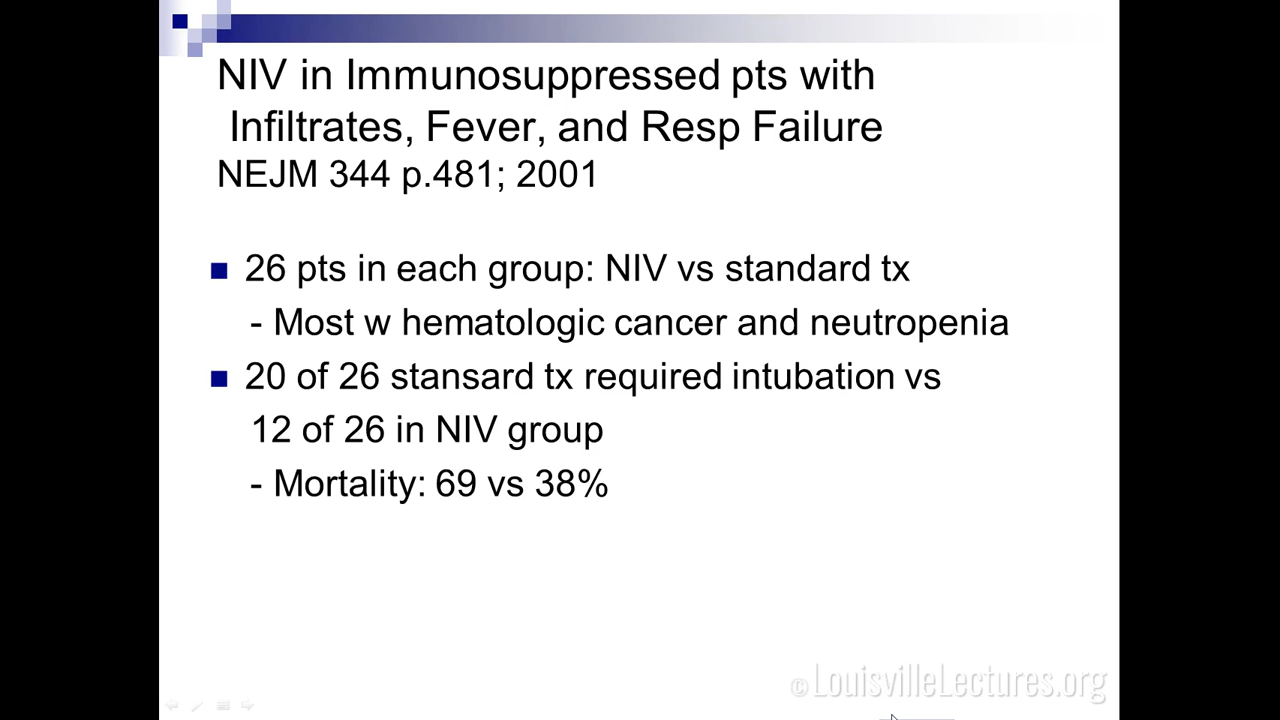 NIV in Immunosuppressed pts with
Infiltrates, Fever, and Resp Failure
NEJM 344 p.481; 2001
26 pts in each group: NIV vs standard tx
- Most w hematologic cancer and neutropenia
20 of 26 stansard tx required intubation vs
12 of 26 in NIV group
- Mortality: 69 vs 38%
©LouisvilleLectures.org